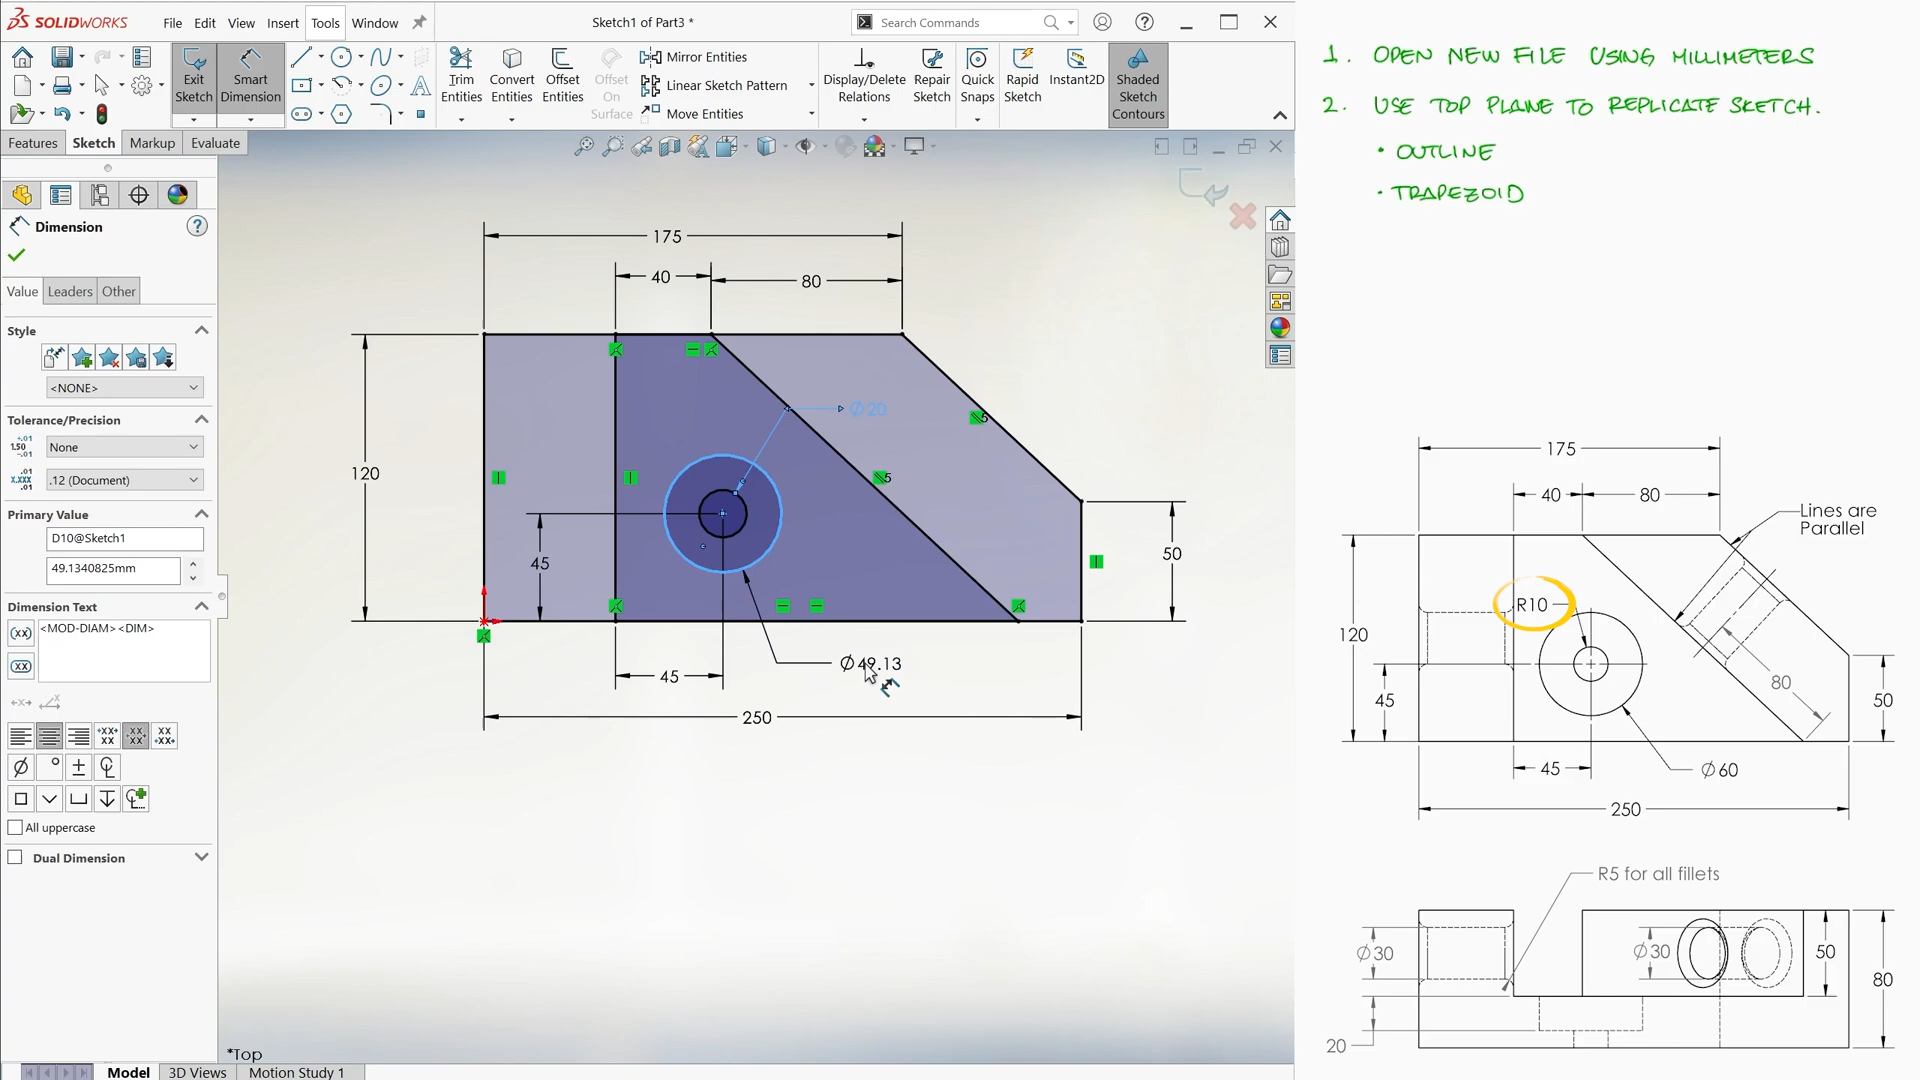 SOLIDWORKS
File Edit View Insert Tools Window
Sketch1 of Part3 *
Search Commands
Exit Sketch
Smart Dimension
Trim Entities
Convert Entities
Offset Entities
Offset On Surface
Mirror Entities
Linear Sketch Pattern
Move Entities
Display/Delete Relations
Repair Sketch
Quick Snaps
Rapid Sketch
Instant2D
Shaded Sketch Contours
Features Sketch Markup Evaluate
Dimension
Value Leaders Other
Style
<NONE>
Tolerance/Precision
None
.12 (Document)
Primary Value
D10@Sketch1
49.1340825mm
Dimension Text
<MOD-DIAM><DIM>
All uppercase
Dual Dimension
175
40 80
Ø20
5
5
120
45
50
Ø49.13
45
250
*Top
Model 3D Views Motion Study 1
1. OPEN NEW FILE USING MILLIMETERS
2. USE TOP PLANE TO REPLICATE SKETCH.
• OUTLINE
• TRAPEZOID
175
40 80
Lines are
Parallel
R10
120
80
45
50
45
Ø60
250
R5 for all fillets
Ø30
Ø30
50
80
20